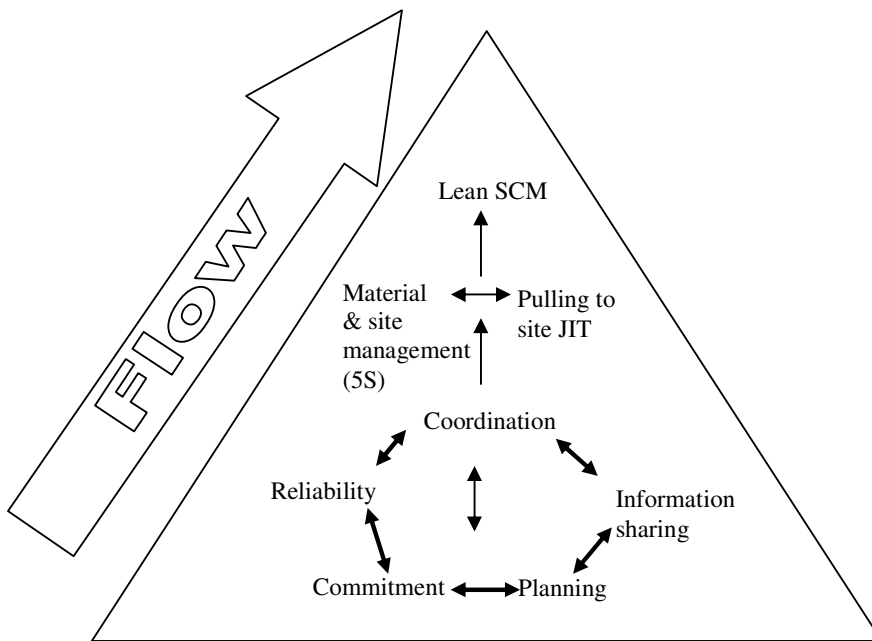 Flow
Lean SCM
Material
& site
management
(5S)
Pulling to
site JIT
Coordination
Reliability
Information
sharing
Commitment
Planning